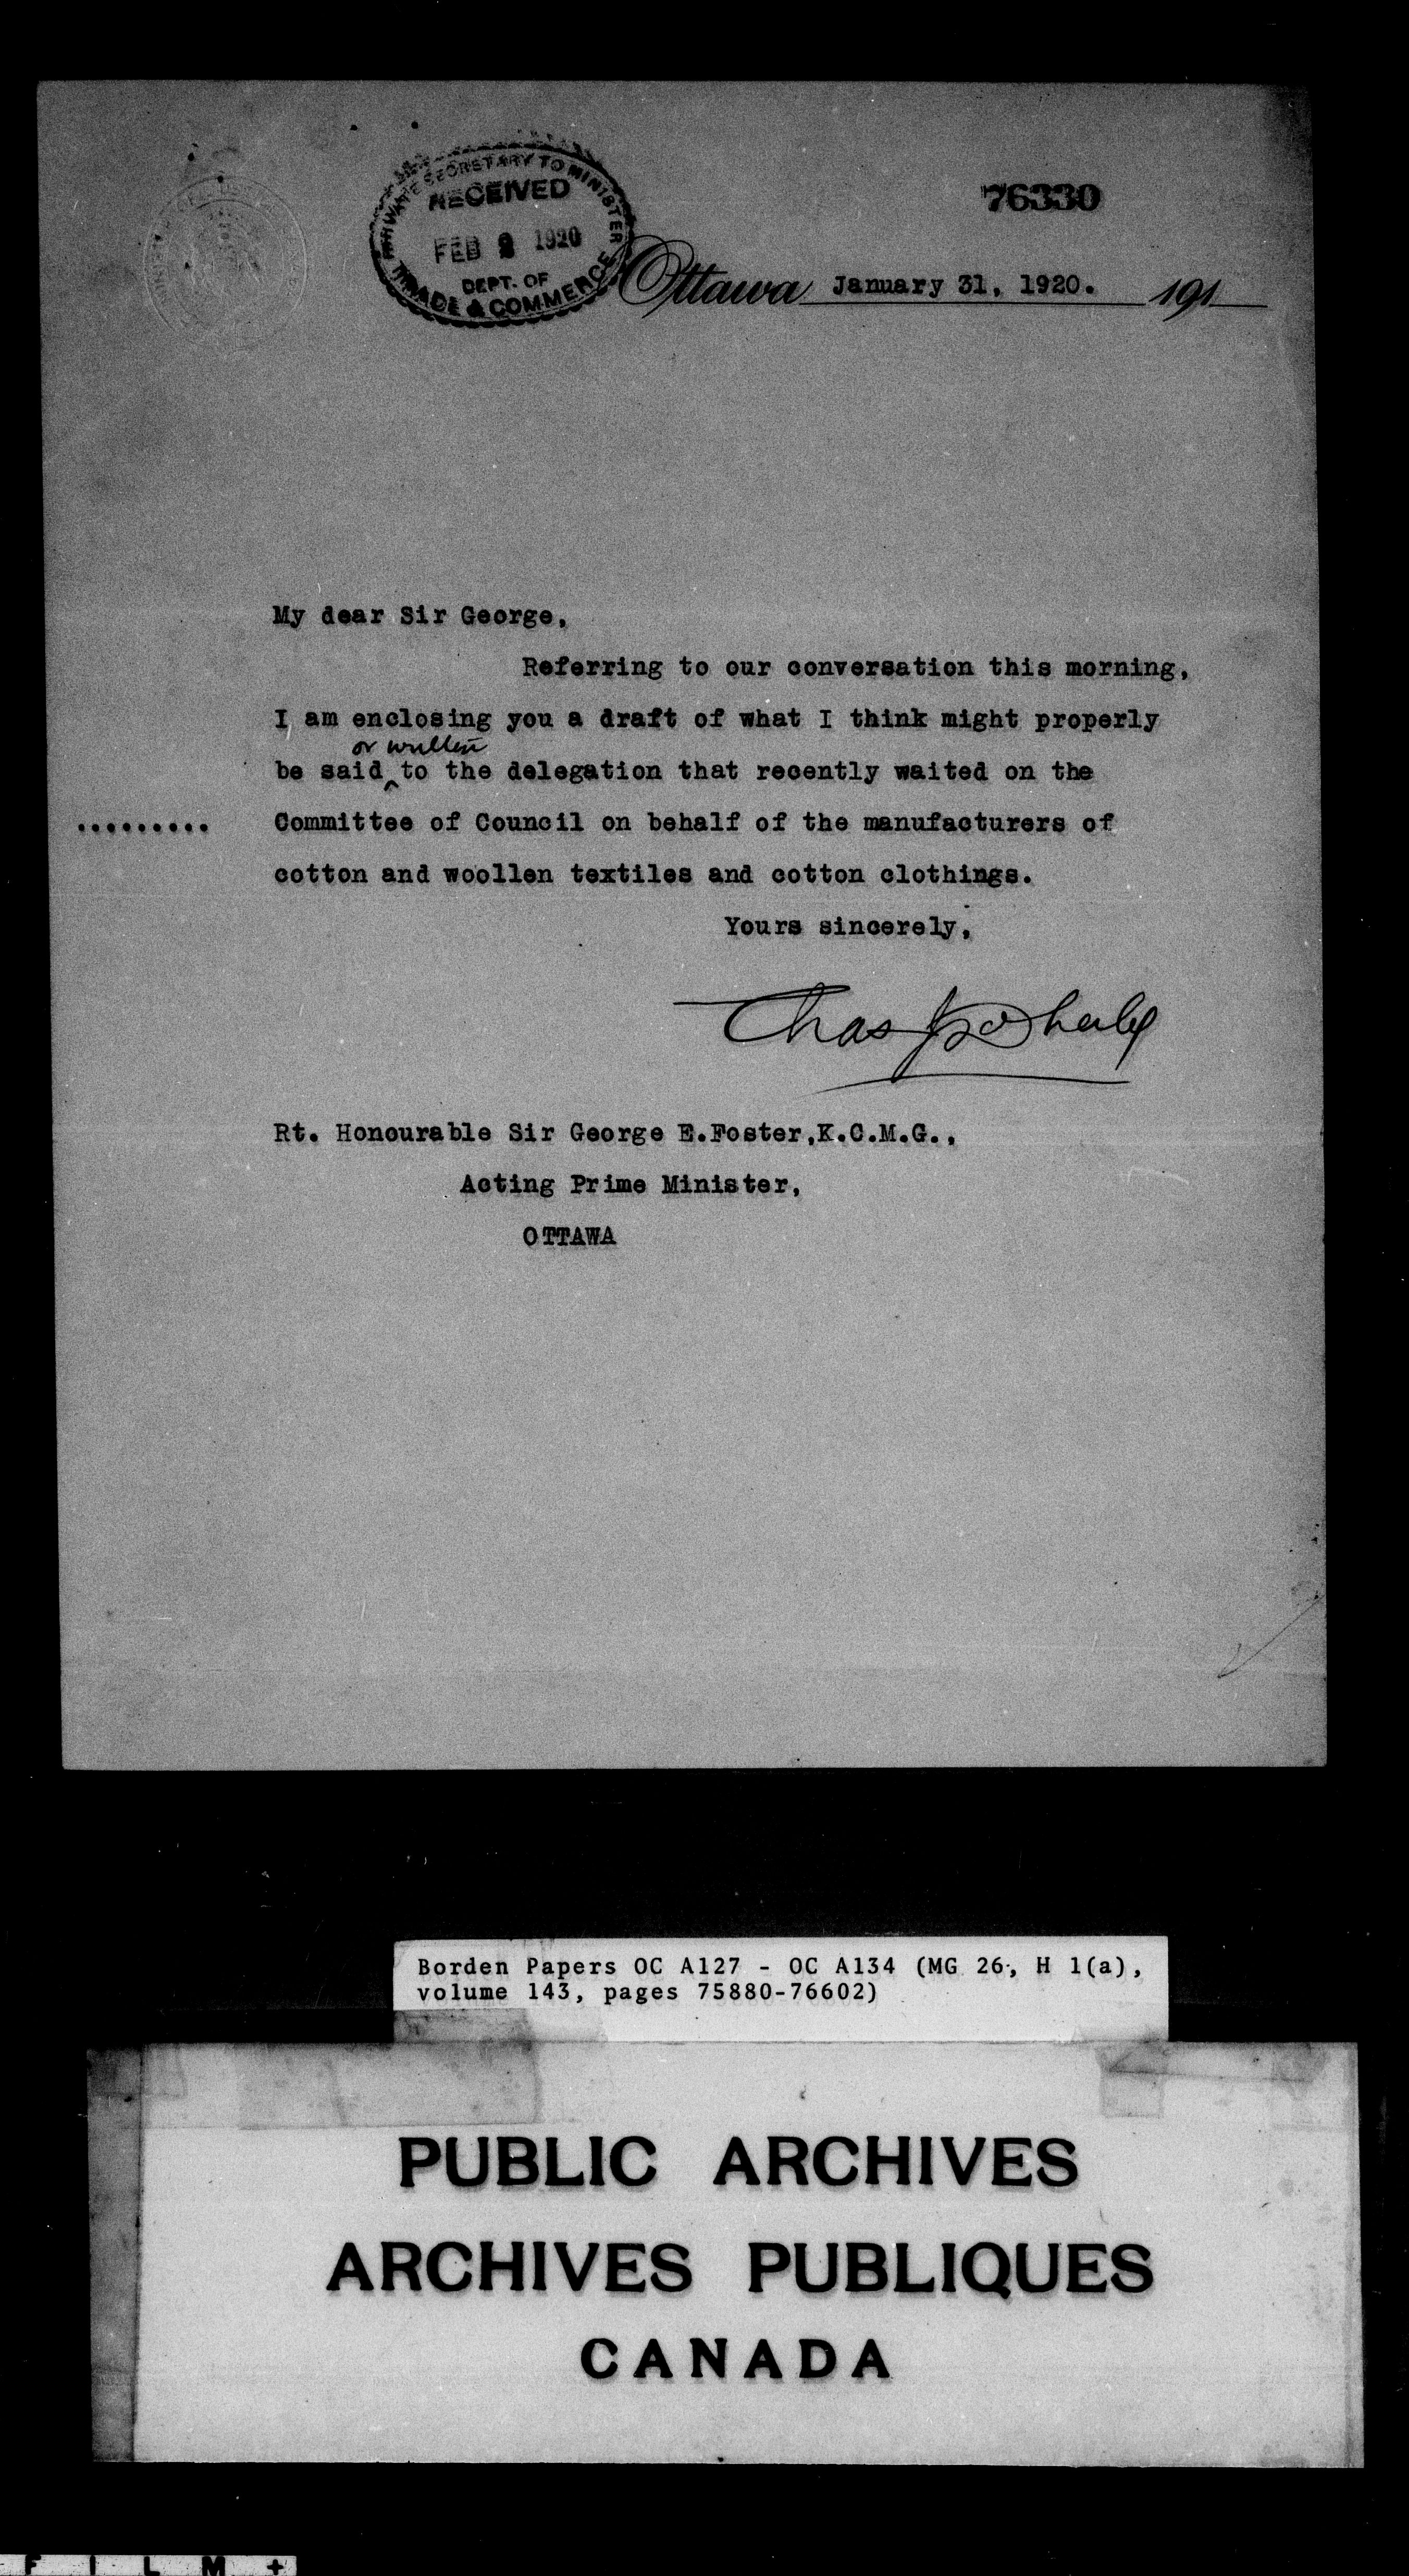 PRIVATE SECRETARY TO MINISTER
RECEIVED
FEB 2 1920
DEPT. OF
TRADE & COMMERCE
76330
Ottawa January 31, 1920. 191
My dear Sir George,
Referring to our conversation this morning,
I am enclosing you a draft of what I think might properly
or written
be said ^ to the delegation that recently waited on the
......... Committee of Council on behalf of the manufacturers of
cotton and woollen textiles and cotton clothings.
Yours sincerely,
Chas J Doherty
Rt. Honourable Sir George E.Foster,K.C.M.G.,
Acting Prime Minister,
OTTAWA
Borden Papers OC A127 - OC A134 (MG 26, H 1(a),
volume 143, pages 75880-76602)
PUBLIC ARCHIVES
ARCHIVES PUBLIQUES
CANADA
F I L M +